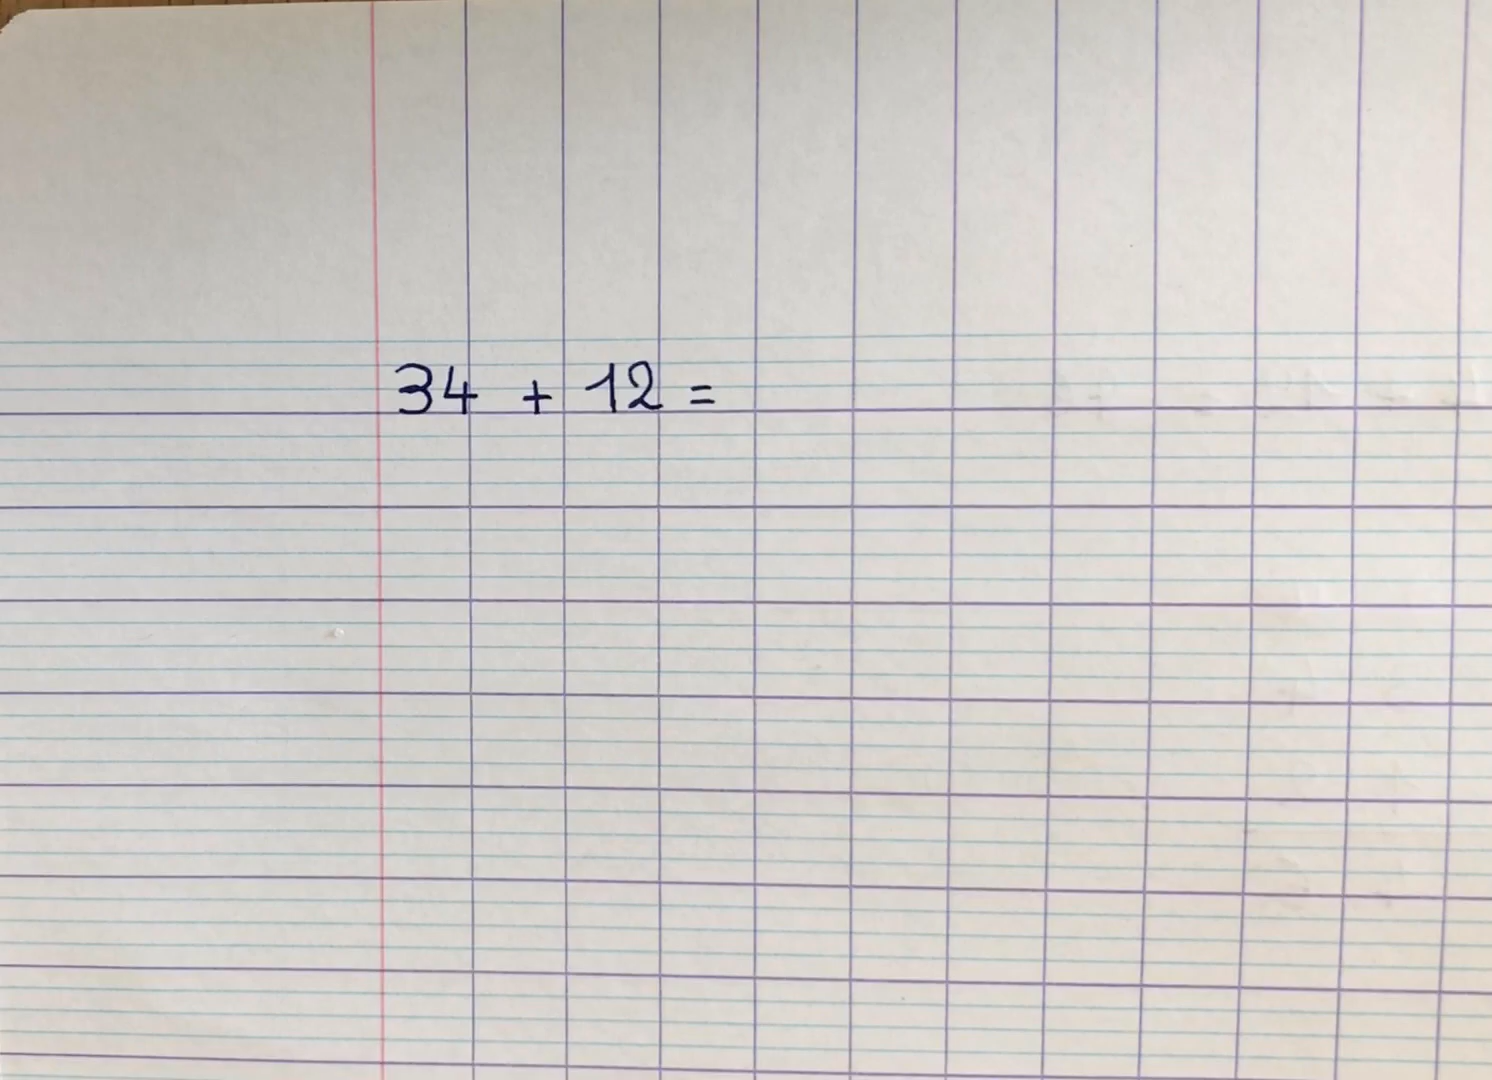 34 + 12 =